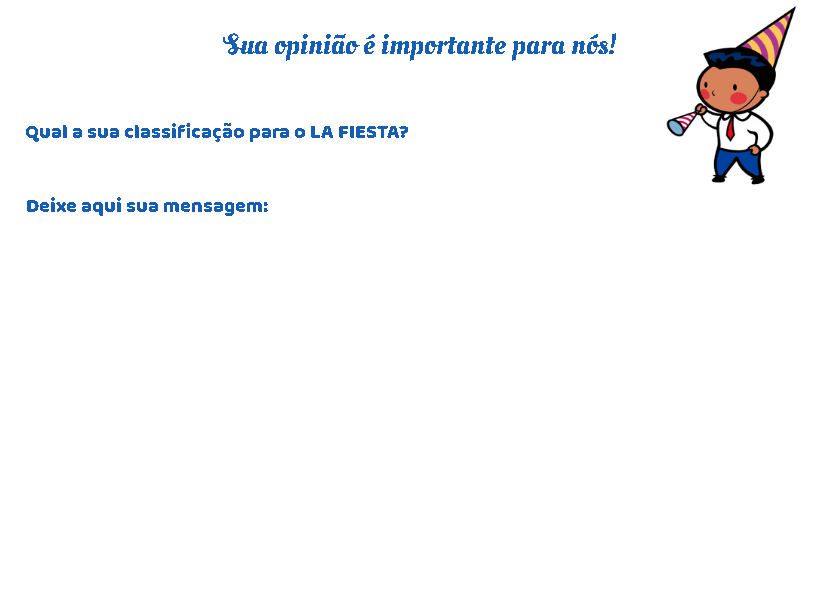 Sua opinião é importante para nós!
Qual a sua classificação para o LA FIESTA?
Deixe aqui sua mensagem: